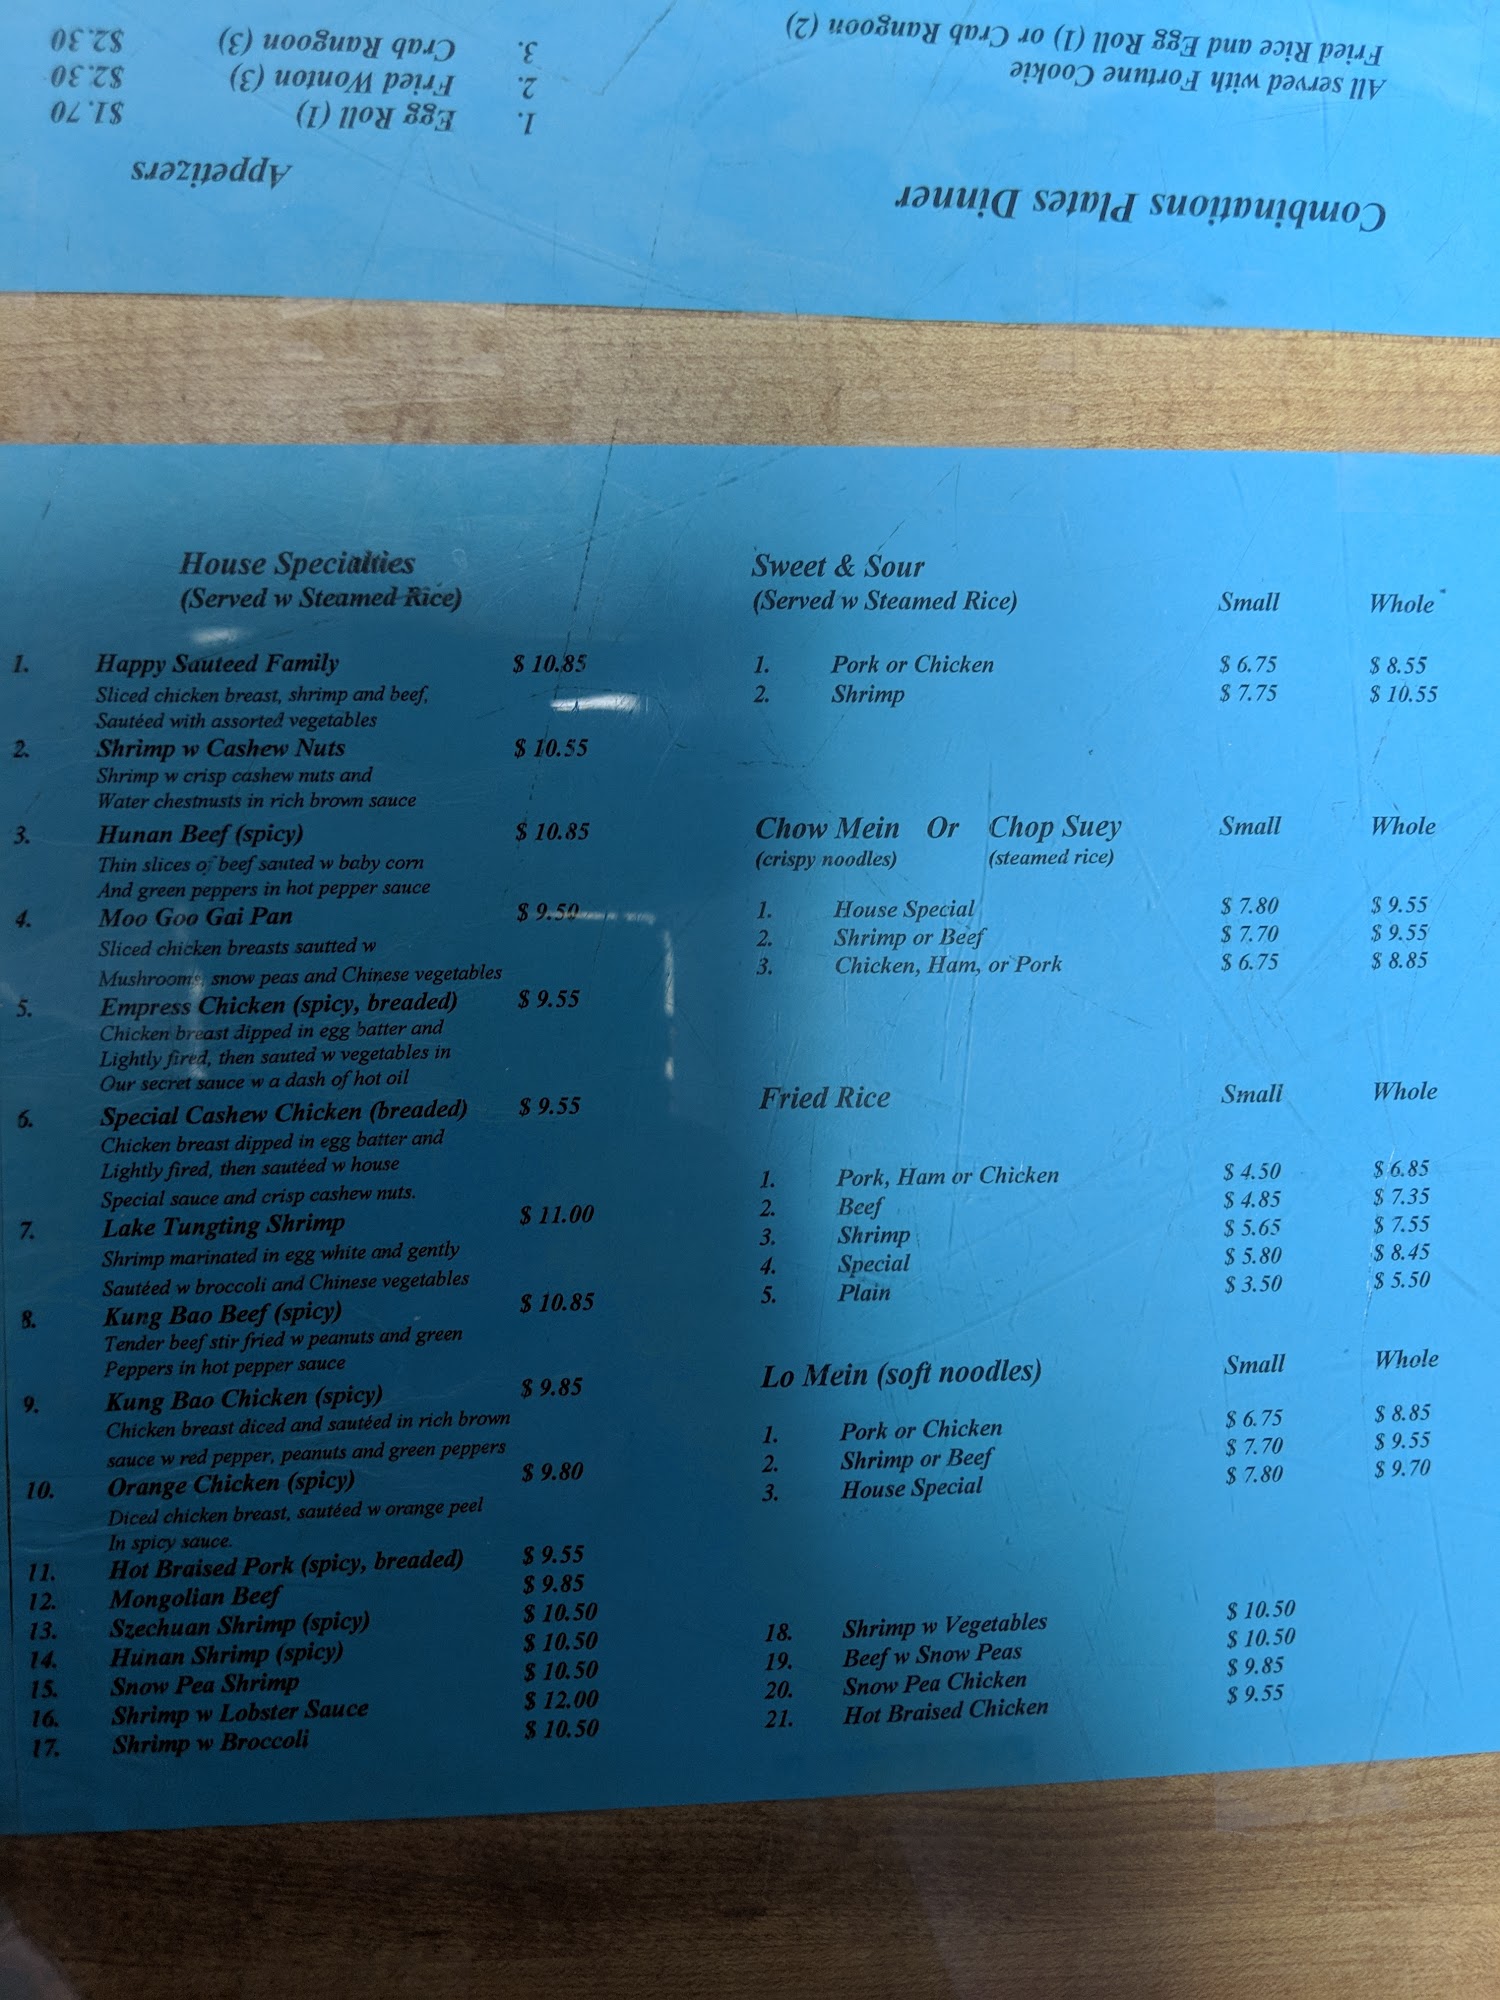 Combinations Plates Dinner
All served with Fortune Cookie
Fried Rice and Egg Roll (1) or Crab Rangoon (2)
Appetizers
1. Egg Roll (1) $1.70
2. Fried Wonton (3) $2.30
3. Crab Rangoon (3) $2.30
House Specialties
(Served w Steamed Rice)
1. Happy Sauteed Family $ 10.85
Sliced chicken breast, shrimp and beef,
Sautéed with assorted vegetables
2. Shrimp w Cashew Nuts $ 10.55
Shrimp w crisp cashew nuts and
Water chestnusts in rich brown sauce
3. Hunan Beef (spicy) $ 10.85
Thin slices of beef sauted w baby corn
And green peppers in hot pepper sauce
4. Moo Goo Gai Pan $ 9.50
Sliced chicken breasts sautted w
Mushrooms, snow peas and Chinese vegetables
5. Empress Chicken (spicy, breaded) $ 9.55
Chicken breast dipped in egg batter and
Lightly fired, then sauted w vegetables in
Our secret sauce w a dash of hot oil
6. Special Cashew Chicken (breaded) $ 9.55
Chicken breast dipped in egg batter and
Lightly fired, then sautéed w house
Special sauce and crisp cashew nuts.
7. Lake Tungting Shrimp $ 11.00
Shrimp marinated in egg white and gently
Sautéed w broccoli and Chinese vegetables
8. Kung Bao Beef (spicy) $ 10.85
Tender beef stir fried w peanuts and green
Peppers in hot pepper sauce
9. Kung Bao Chicken (spicy) $ 9.85
Chicken breast diced and sautéed in rich brown
sauce w red pepper, peanuts and green peppers
10. Orange Chicken (spicy) $ 9.80
Diced chicken breast, sautéed w orange peel
In spicy sauce.
11. Hot Braised Pork (spicy, breaded) $ 9.55
12. Mongolian Beef $ 9.85
13. Szechuan Shrimp (spicy) $ 10.50
14. Hunan Shrimp (spicy) $ 10.50
15. Snow Pea Shrimp $ 10.50
16. Shrimp w Lobster Sauce $ 12.00
17. Shrimp w Broccoli $ 10.50
Sweet & Sour
(Served w Steamed Rice) Small Whole
1. Pork or Chicken $ 6.75 $ 8.55
2. Shrimp $ 7.75 $ 10.55
Chow Mein Or Chop Suey Small Whole
(crispy noodles) (steamed rice)
1. House Special $ 7.80 $ 9.55
2. Shrimp or Beef $ 7.70 $ 9.55
3. Chicken, Ham, or Pork $ 6.75 $ 8.85
Fried Rice Small Whole
1. Pork, Ham or Chicken $ 4.50 $ 6.85
2. Beef $ 4.85 $ 7.35
3. Shrimp $ 5.65 $ 7.55
4. Special $ 5.80 $ 8.45
5. Plain $ 3.50 $ 5.50
Lo Mein (soft noodles) Small Whole
1. Pork or Chicken $ 6.75 $ 8.85
2. Shrimp or Beef $ 7.70 $ 9.55
3. House Special $ 7.80 $ 9.70
18. Shrimp w Vegetables $ 10.50
19. Beef w Snow Peas $ 10.50
20. Snow Pea Chicken $ 9.85
21. Hot Braised Chicken $ 9.55